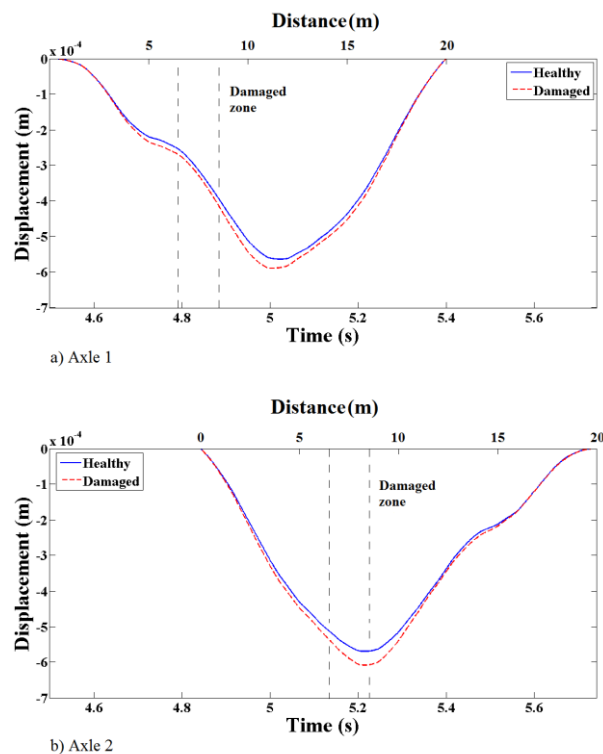 Distance (m)
5 10 15 20
x 10⁻⁴
0
-1
-2
-3
-4
-5
-6
-7
Displacement (m)
Healthy
Damaged
Damaged
zone
4.6 4.8 5 5.2 5.4 5.6
Time (s)
a) Axle 1
Distance (m)
0 5 10 15 20
x 10⁻⁴
0
-1
-2
-3
-4
-5
-6
-7
Displacement (m)
Healthy
Damaged
Damaged
zone
4.6 4.8 5 5.2 5.4 5.6
Time (s)
b) Axle 2